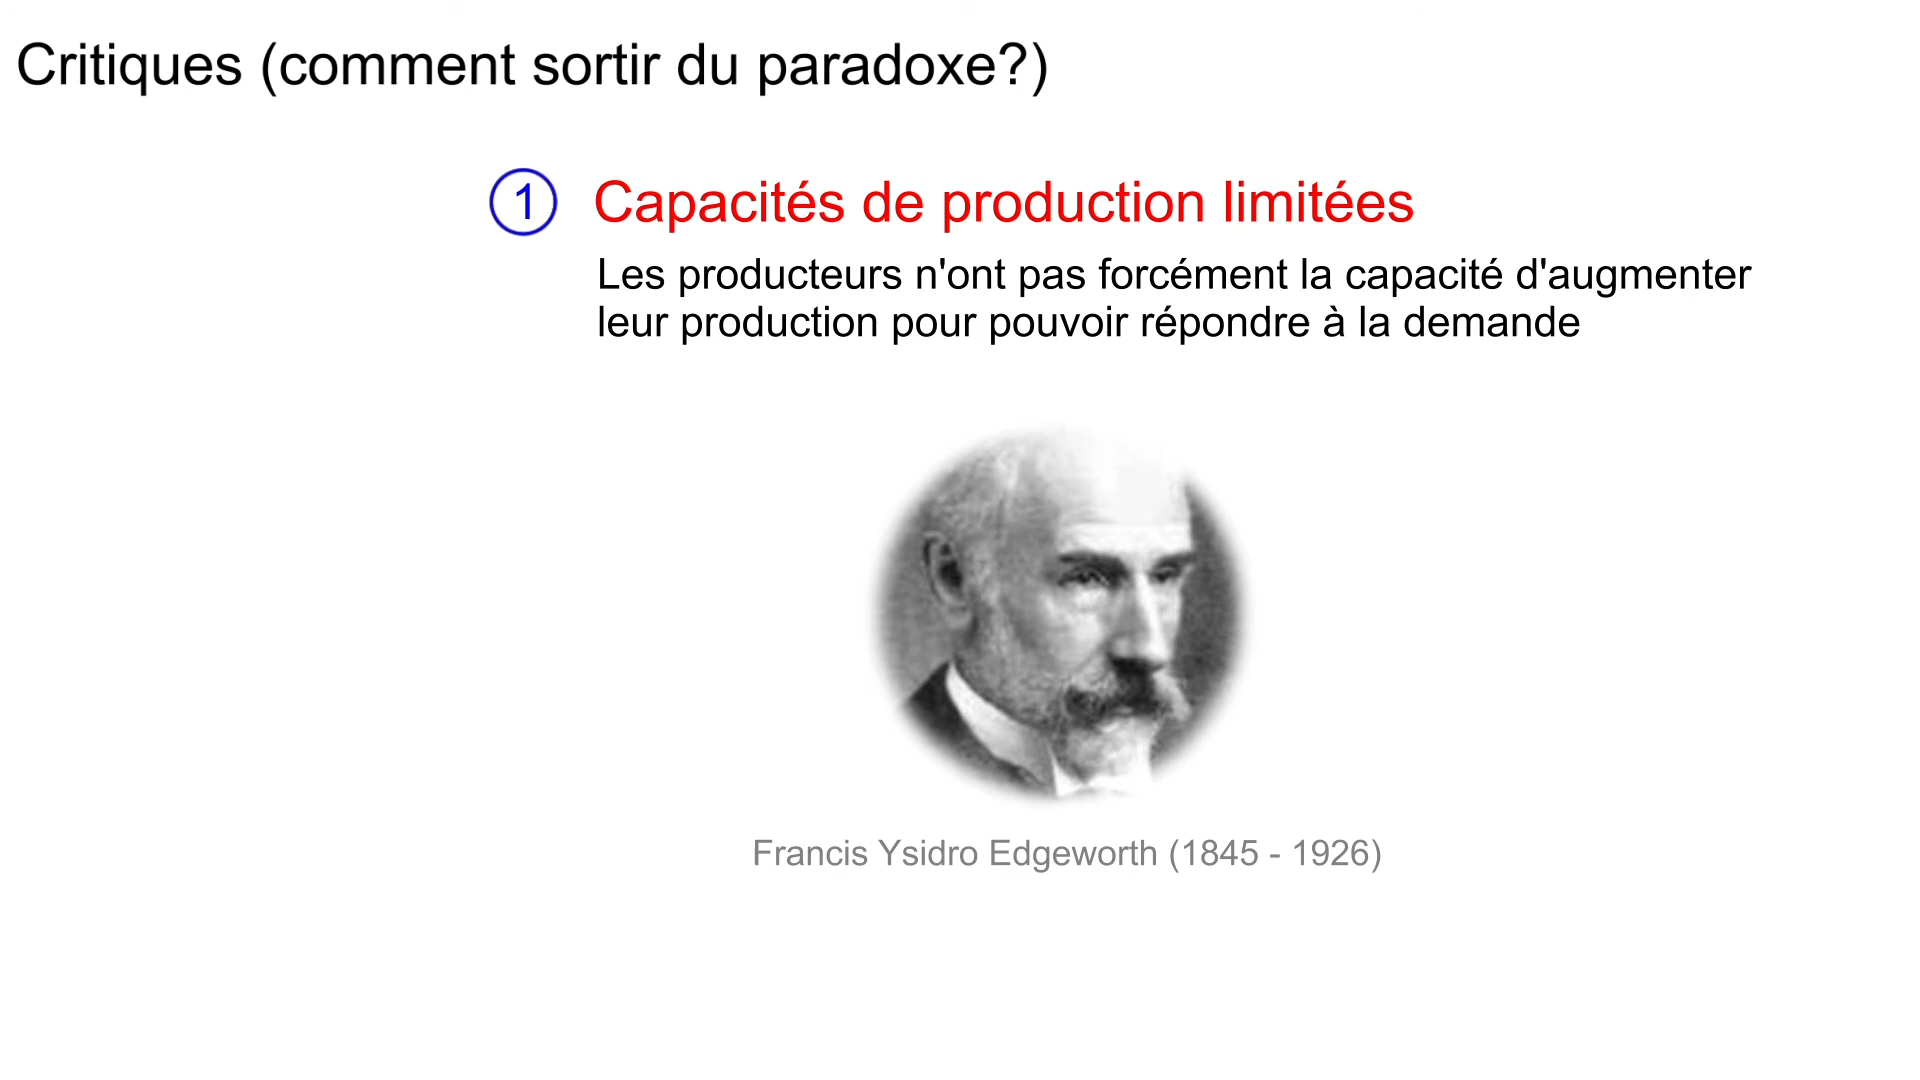 Critiques (comment sortir du paradoxe?)
1 Capacités de production limitées
Les producteurs n'ont pas forcément la capacité d'augmenter
leur production pour pouvoir répondre à la demande
Francis Ysidro Edgeworth (1845 - 1926)